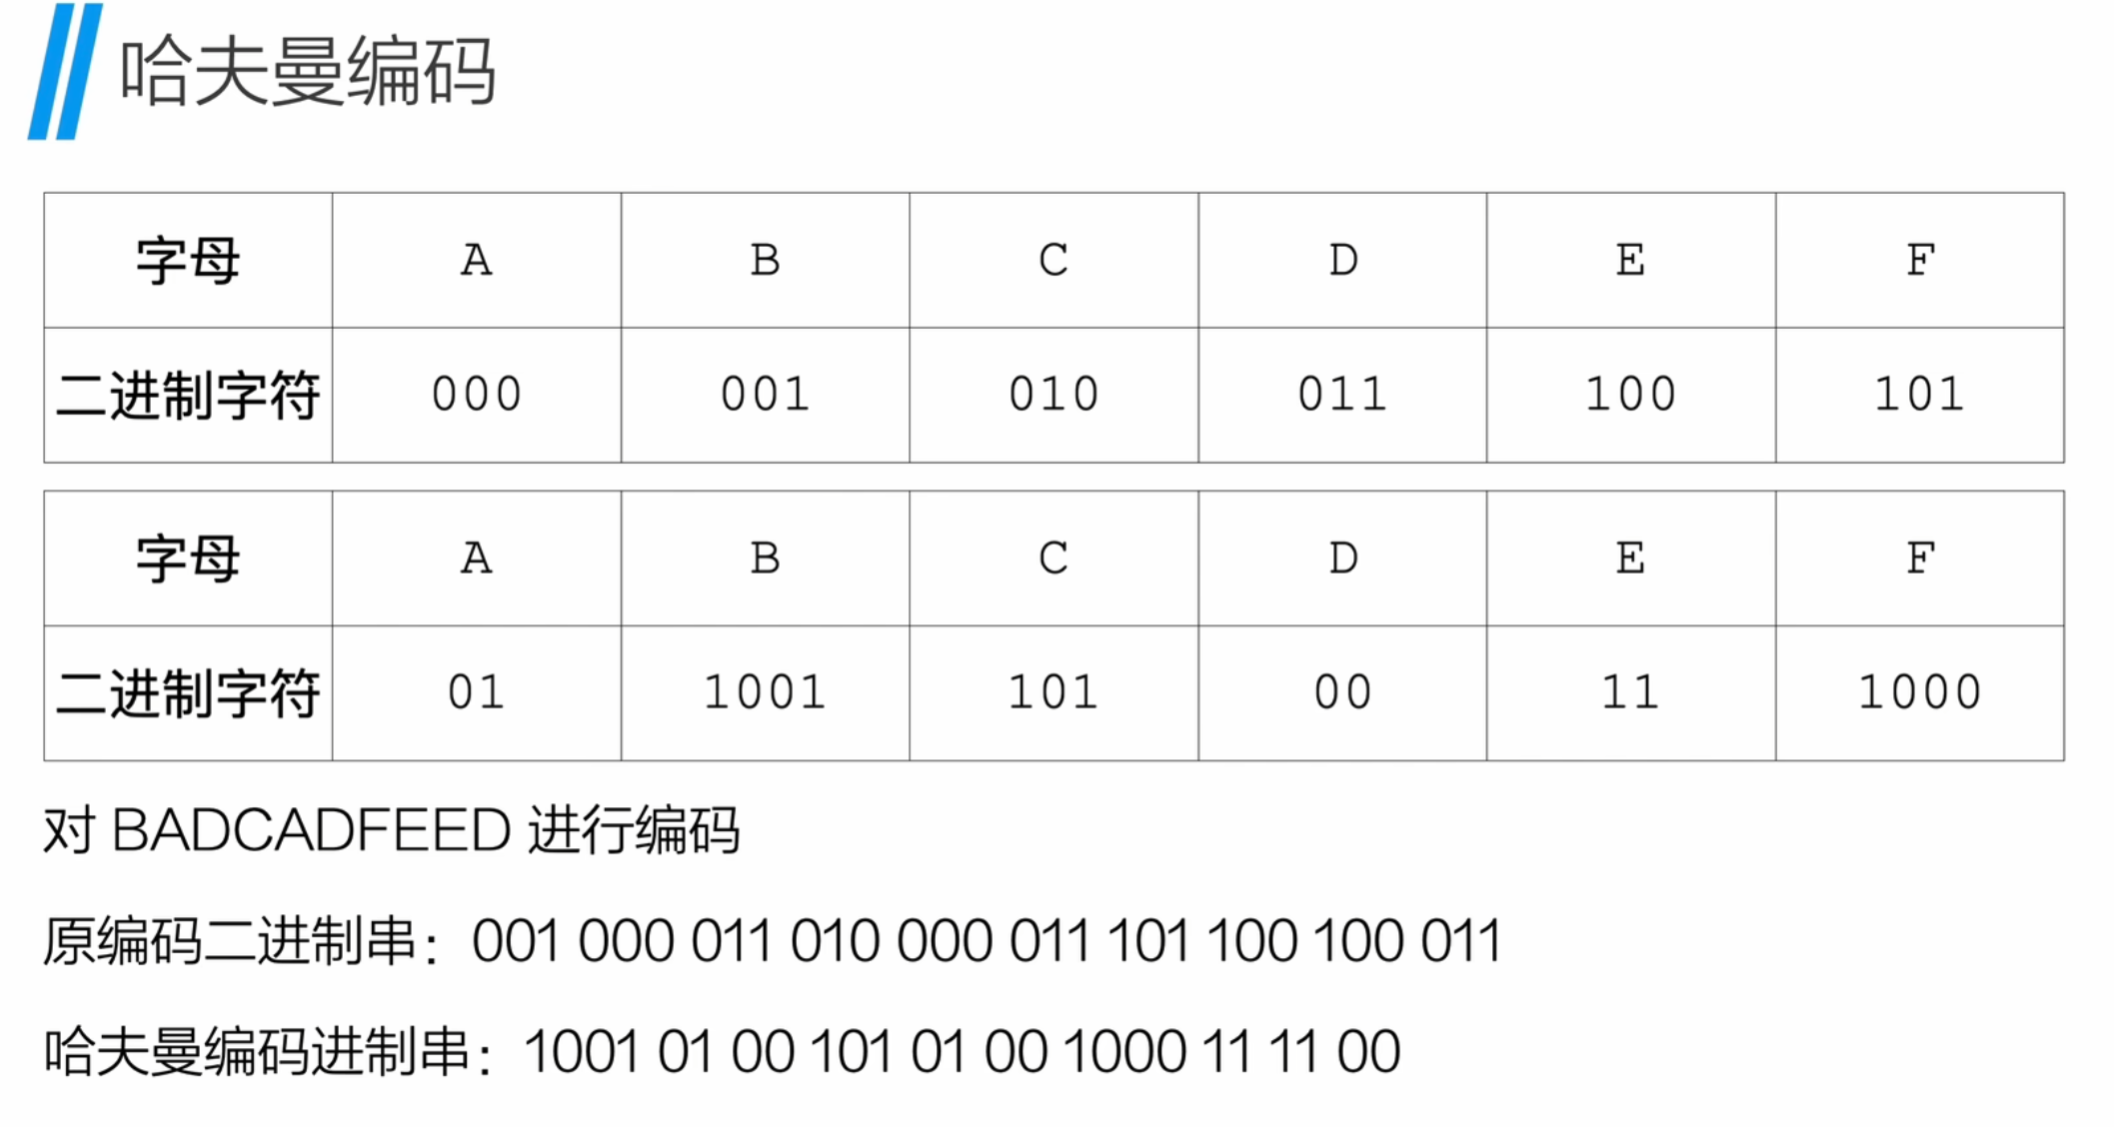 哈夫曼编码
字母 A B C D E F
二进制字符 000 001 010 011 100 101
字母 A B C D E F
二进制字符 01 1001 101 00 11 1000
对 BADCADFEED 进行编码
原编码二进制串：001 000 011 010 000 011 101 100 100 011
哈夫曼编码进制串：1001 01 00 101 01 00 1000 11 11 00